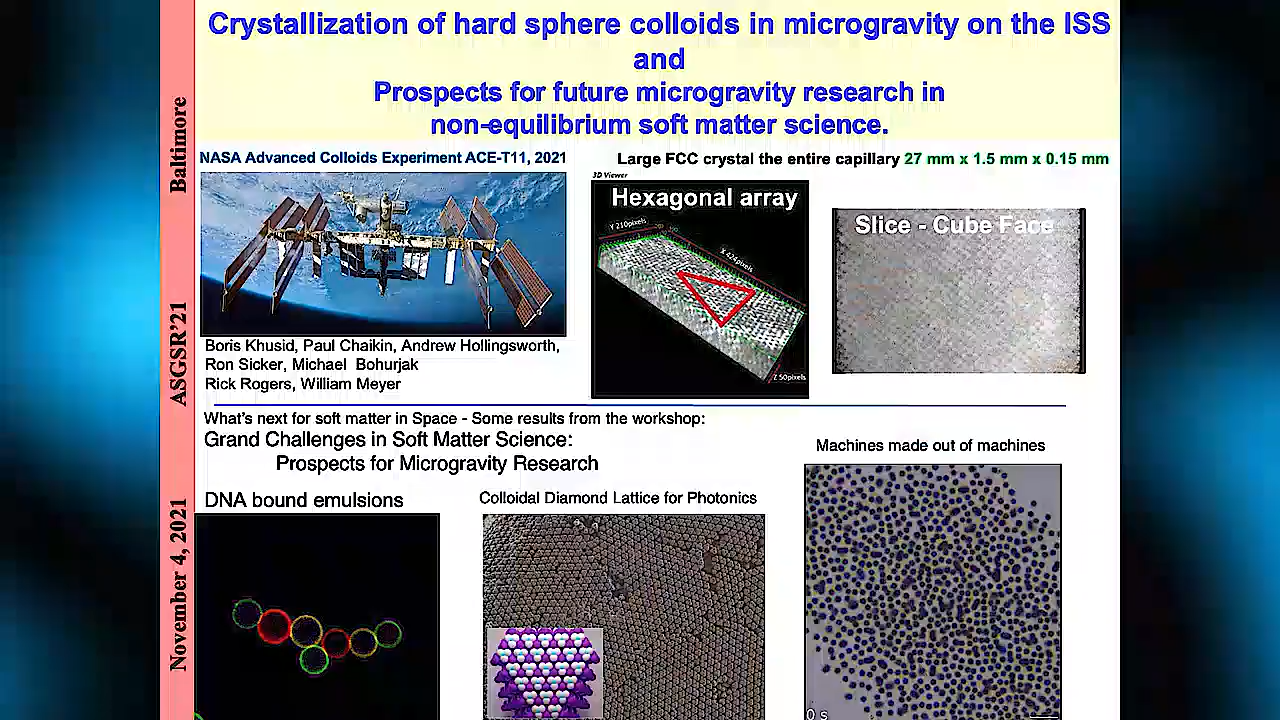 Crystallization of hard sphere colloids in microgravity on the ISS
and
Prospects for future microgravity research in
non-equilibrium soft matter science.
Baltimore
ASGSR'21
November 4, 2021
NASA Advanced Colloids Experiment ACE-T11, 2021
Large FCC crystal the entire capillary 27 mm x 1.5 mm x 0.15 mm
3D Viewer
Hexagonal array
Y 210pixels
X 424pixels
Z 50pixels
Slice - Cube Face
Boris Khusid, Paul Chaikin, Andrew Hollingsworth,
Ron Sicker, Michael Bohurjak
Rick Rogers, William Meyer
What's next for soft matter in Space - Some results from the workshop:
Grand Challenges in Soft Matter Science:
Prospects for Microgravity Research
DNA bound emulsions
Colloidal Diamond Lattice for Photonics
Machines made out of machines
0 s